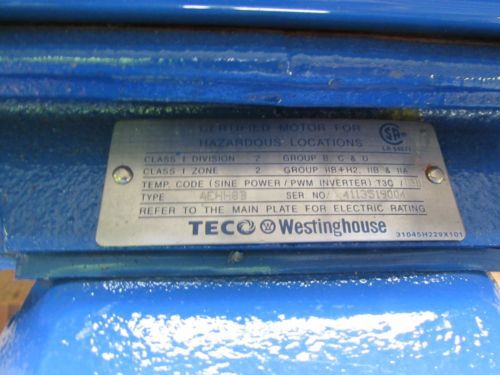 CERTIFIED MOTOR FOR
HAZARDOUS LOCATIONS
CLASS I DIVISION 2 GROUP B, C & D
CLASS I ZONE 2 GROUP IIB+H2, IIB & IIA
TEMP. CODE (SINE POWER/PWM INVERTER) T3C /
TYPE SER NO.
REFER TO THE MAIN PLATE FOR ELECTRIC RATING
TECO Westinghouse
31045H229X101